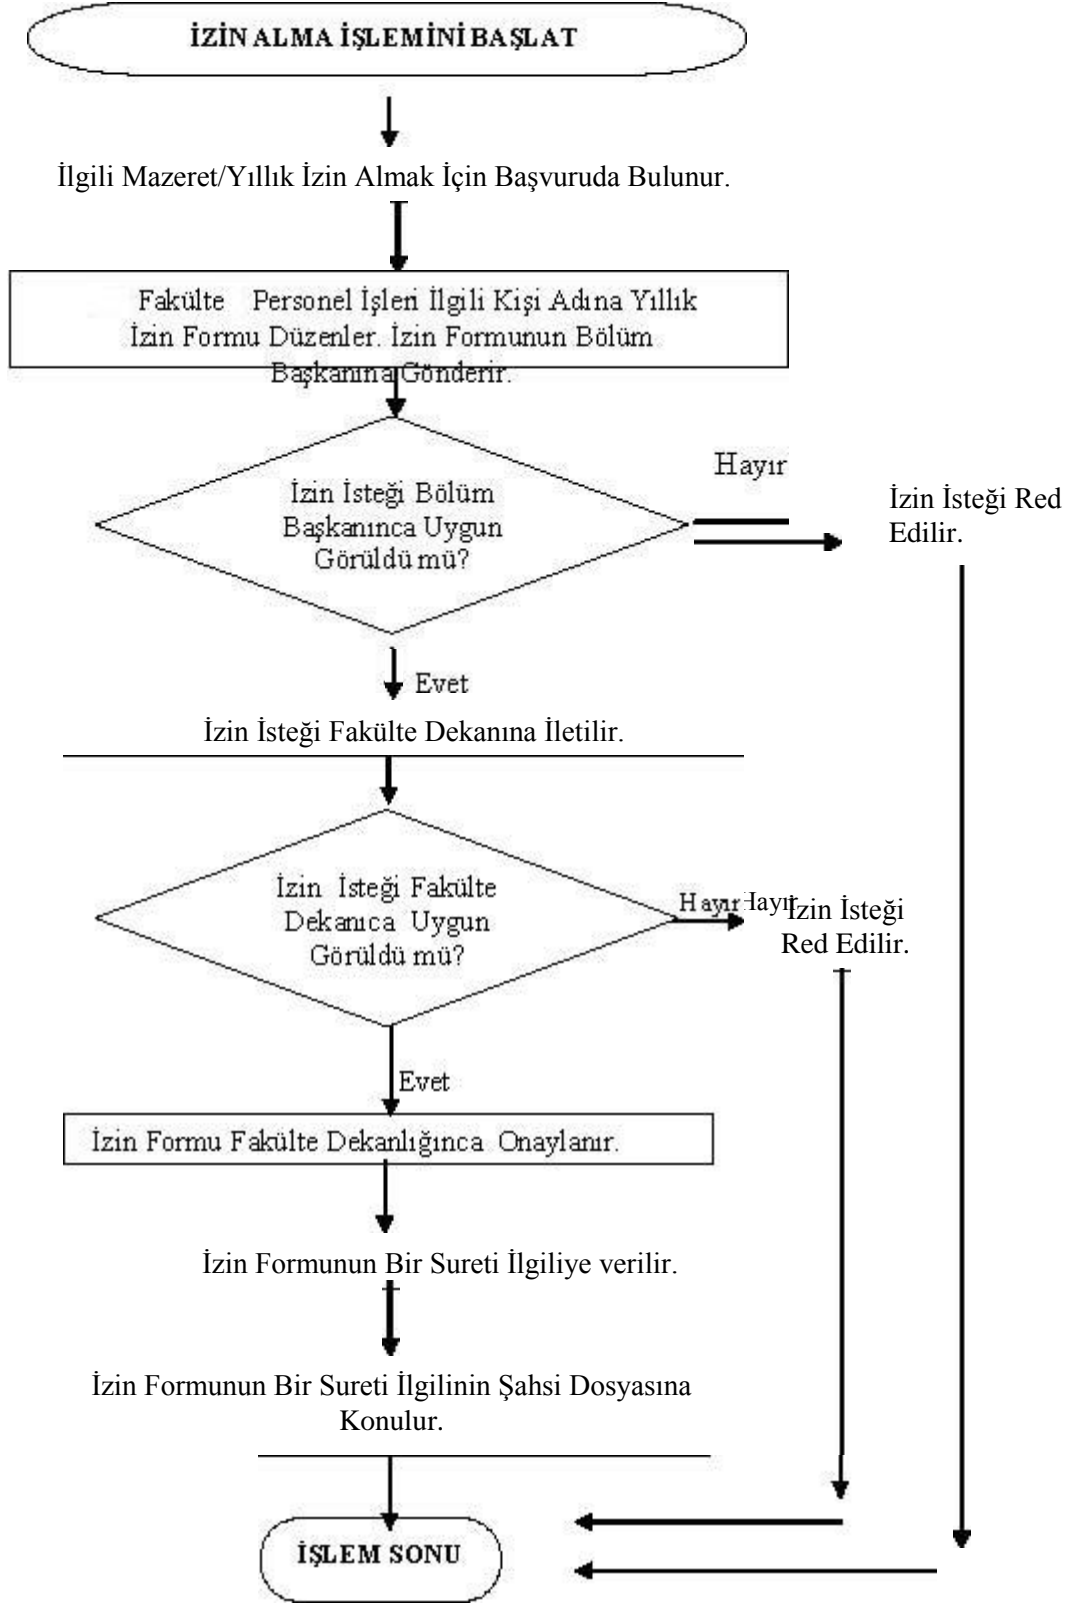 İZİN ALMA İŞLEMİNİ BAŞLAT
İlgili Mazeret/Yıllık İzin Almak İçin Başvuruda Bulunur.
Fakülte Personel İşleri İlgili Kişi Adına Yıllık
İzin Formu Düzenler. İzin Formunun Bölüm
Başkanına Gönderir.
İzin İsteği Bölüm
Başkanınca Uygun
Görüldü mü?
Hayır
İzin İsteği Red
Edilir.
Evet
İzin İsteği Fakülte Dekanına İletilir.
İzin İsteği Fakülte
Dekanıca Uygun
Görüldü mü?
Hayır
Hayır
İzin İsteği
Red Edilir.
Evet
İzin Formu Fakülte Dekanlığınca Onaylanır.
İzin Formunun Bir Sureti İlgiliye verilir.
İzin Formunun Bir Sureti İlgilinin Şahsi Dosyasına
Konulur.
İŞLEM SONU